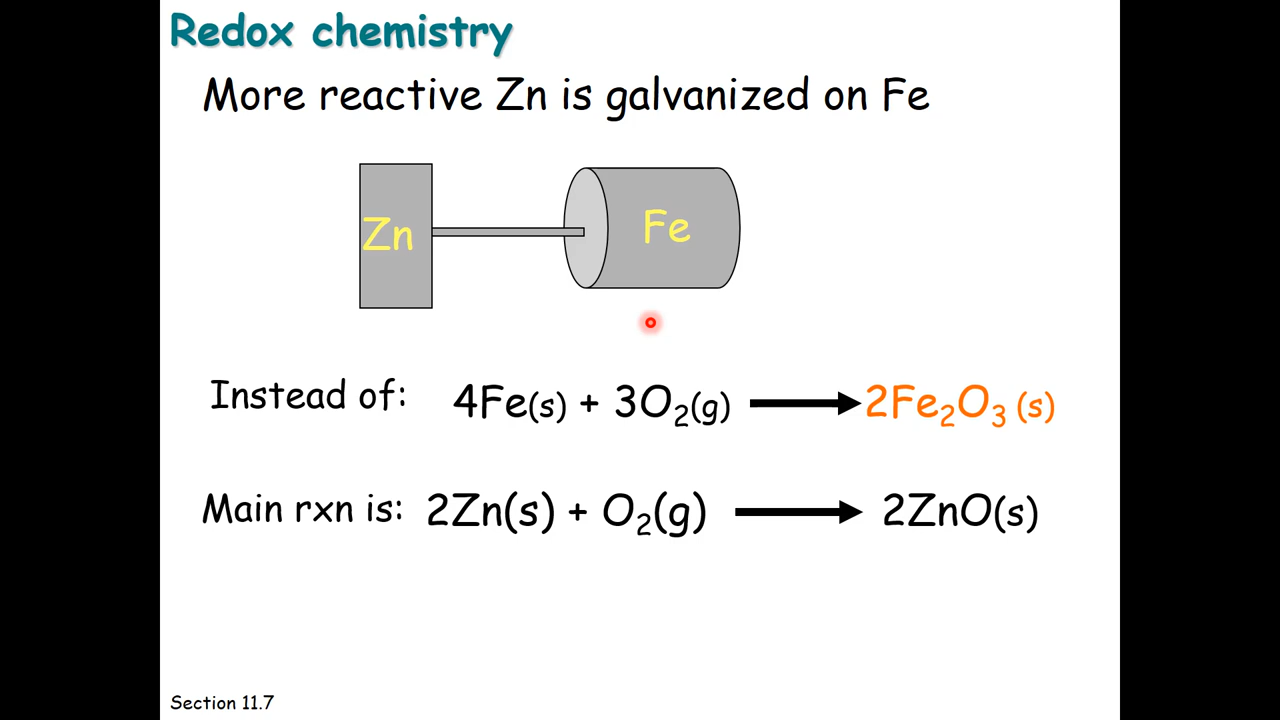 Redox chemistry
More reactive Zn is galvanized on Fe
Zn
Fe
Instead of: 4Fe(s) + 3O₂(g) ⟶ 2Fe₂O₃ (s)
Main rxn is: 2Zn(s) + O₂(g) ⟶ 2ZnO(s)
Section 11.7